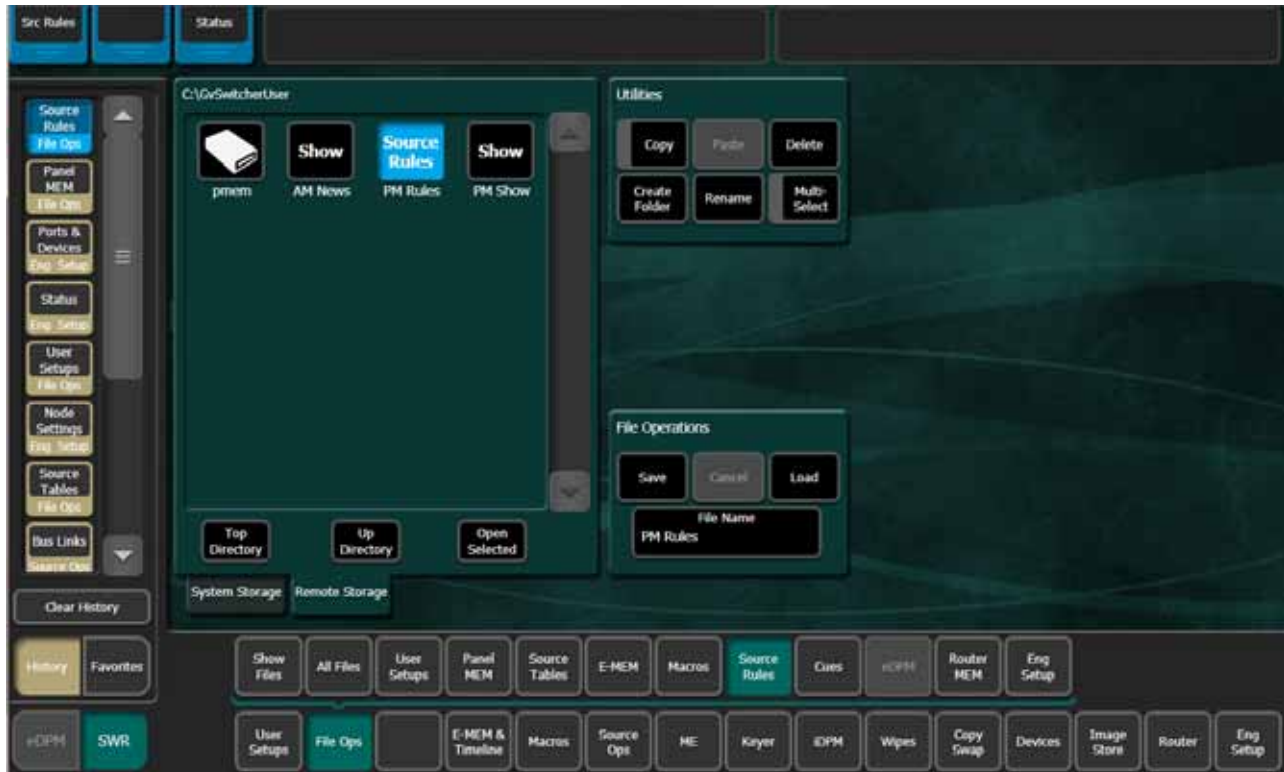 Src Rules
Status
C:\GvSwitcherUser
Utilities
Source
Rules
File Ops
Panel
MEM
File Ops
Ports &
Devices
Eng. Setup
Status
Eng. Setup
User
Setups
File Ops
Node
Settings
Eng. Setup
Source
Tables
File Ops
Bus Links
Source Ops
Clear History
History
Favorites
eDPM
SWR
pmem
Show
AM News
Source
Rules
PM Rules
Show
PM Show
Top
Directory
Up
Directory
Open
Selected
System Storage
Remote Storage
Copy
Paste
Delete
Create
Folder
Rename
Multi-
Select
File Operations
Save
Cancel
Load
File Name
PM Rules
Show
Files
All Files
User
Setups
Panel
MEM
Source
Tables
E-MEM
Macros
Source
Rules
Cues
eDPM
Router
MEM
Eng
Setup
User
Setups
File Ops
E-MEM &
Timeline
Macros
Source
Ops
ME
Keyer
iDPM
Wipes
Copy
Swap
Devices
Image
Store
Router
Eng
Setup